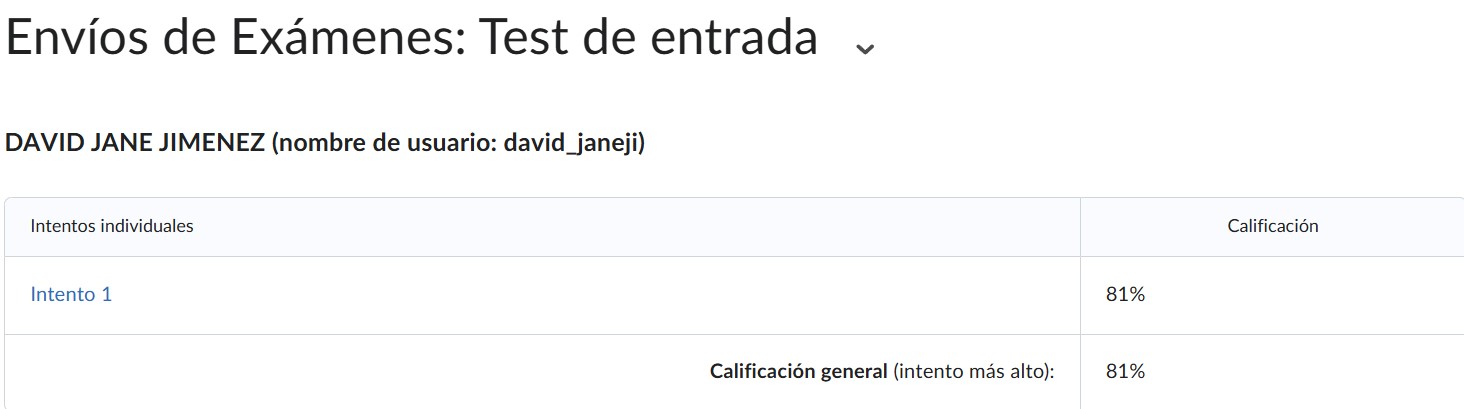 Envíos de Exámenes: Test de entrada
DAVID JANE JIMENEZ (nombre de usuario: david_janeji)
Intentos individuales Calificación
Intento 1 81%
Calificación general (intento más alto): 81%